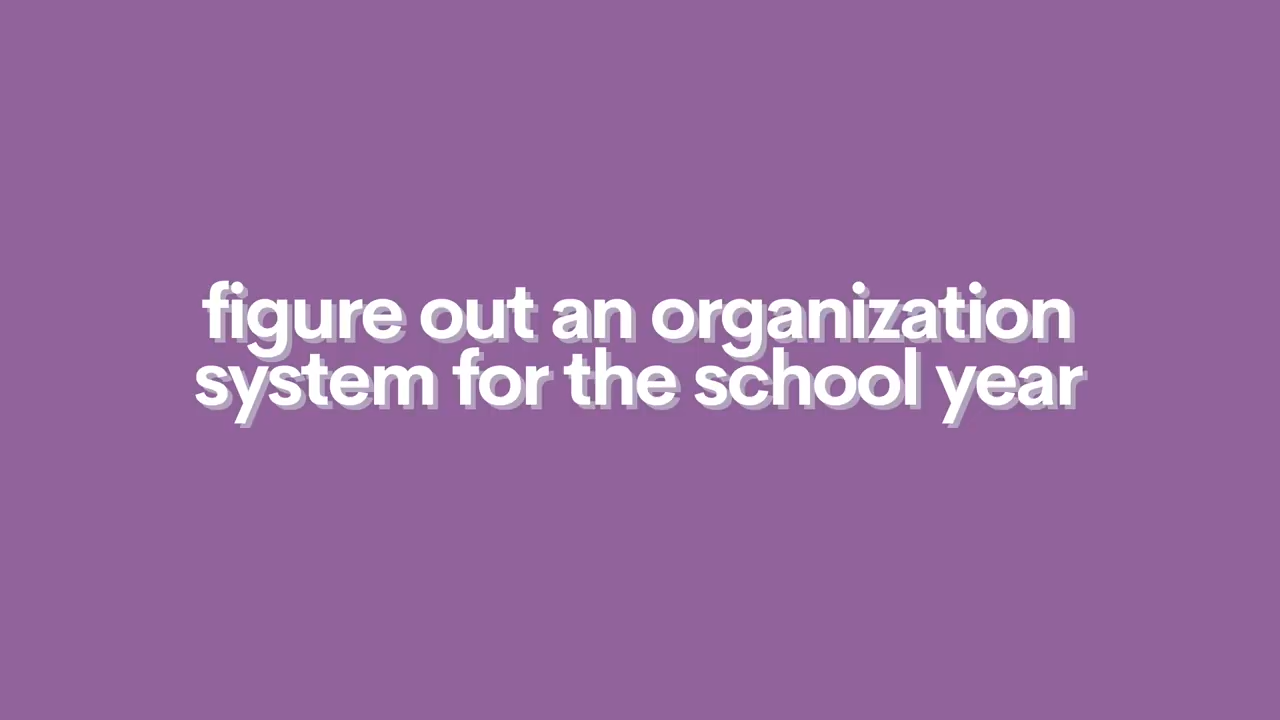 figure out an organization
system for the school year